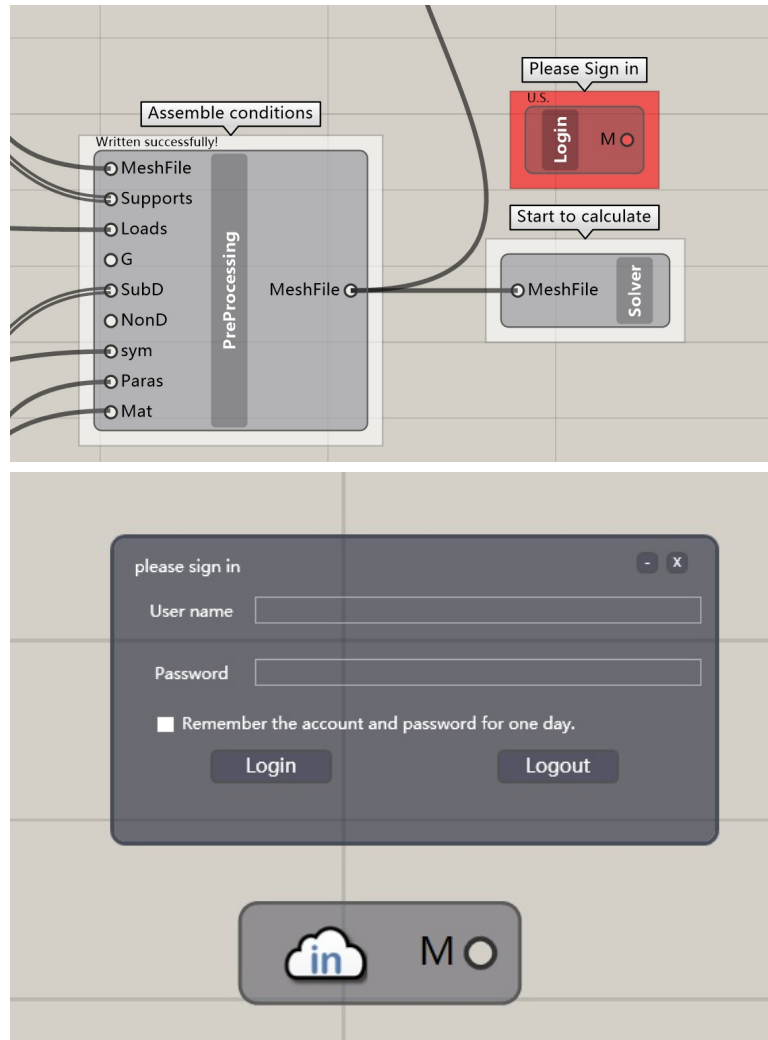 Please Sign in
U.S.
Login
M
Assemble conditions
Written successfully!
MeshFile
Supports
Loads
G
SubD
NonD
sym
Paras
Mat
PreProcessing
MeshFile
Start to calculate
MeshFile
Solver
please sign in
-
X
User name
Password
Remember the account and password for one day.
Login
Logout
in
M